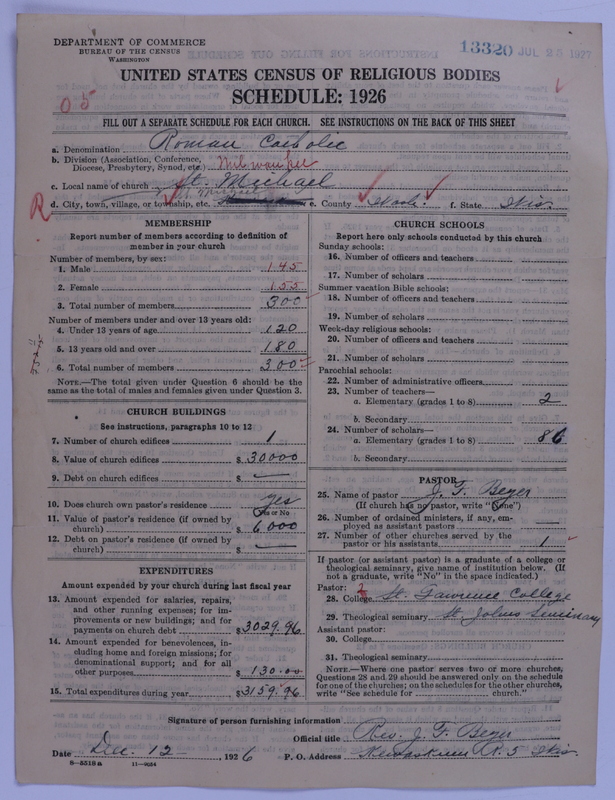 DEPARTMENT OF COMMERCE
BUREAU OF THE CENSUS
WASHINGTON
13320 JUL 25 1927
UNITED STATES CENSUS OF RELIGIOUS BODIES
SCHEDULE: 1926
05
FILL OUT A SEPARATE SCHEDULE FOR EACH CHURCH. SEE INSTRUCTIONS ON THE BACK OF THIS SHEET
a. Denomination Roman Catholic
b. Division (Association, Conference, Diocese, Presbytery, Synod, etc.) Milwaukee
c. Local name of church St. Michael
d. City, town, village, or township, etc. St. Michael e. County f. State Wis.
R
MEMBERSHIP
Report number of members according to definition of member in your church
Number of members, by sex:
1. Male 145
2. Female 155
3. Total number of members 300
Number of members under and over 13 years old:
4. Under 13 years of age 120
5. 13 years old and over 180
6. Total number of members 300
NOTE.—The total given under Question 6 should be the same as the total of males and females given under Question 3.
CHURCH BUILDINGS
See instructions, paragraphs 10 to 12
7. Number of church edifices 1
8. Value of church edifices $ 30000
9. Debt on church edifices $ —
10. Does church own pastor's residence yes
Yes or No
11. Value of pastor's residence (if owned by church) $ 6000
12. Debt on pastor's residence (if owned by church) $ —
EXPENDITURES
Amount expended by your church during last fiscal year
13. Amount expended for salaries, repairs, and other running expenses; for improvements or new buildings; and for payments on church debt $ 3029.96
14. Amount expended for benevolences, including home and foreign missions; for denominational support; and for all other purposes $ 130.00
15. Total expenditures during year $ 3159.96
CHURCH SCHOOLS
Report here only schools conducted by this church
Sunday schools:
16. Number of officers and teachers
17. Number of scholars
Summer vacation Bible schools:
18. Number of officers and teachers
19. Number of scholars
Week-day religious schools:
20. Number of officers and teachers
21. Number of scholars
Parochial schools:
22. Number of administrative officers
23. Number of teachers—
a. Elementary (grades 1 to 8) 2
b. Secondary
24. Number of scholars—
a. Elementary (grades 1 to 8) 86
b. Secondary
PASTOR
25. Name of pastor J. F. Beyer
(If church has no pastor, write "None")
26. Number of ordained ministers, if any, employed as assistant pastors —
27. Number of other churches served by the pastor or his assistants 1
If pastor (or assistant pastor) is a graduate of a college or theological seminary, give name of institution below. (If not a graduate, write "No" in the space indicated.)
Pastor:
28. College St. Lawrence College
29. Theological seminary St. Johns Seminary
Assistant pastor:
30. College
31. Theological seminary
NOTE.—Where one pastor serves two or more churches, Questions 28 and 29 should be answered only on the schedule for one of the churches; on the schedules for the other churches, write "See schedule for church."
Signature of person furnishing information
Official title Rev. J. F. Beyer
Date Dec. 12, 1926 P. O. Address Kewaskum R. 5 Wis.
8—5518a 11—9064